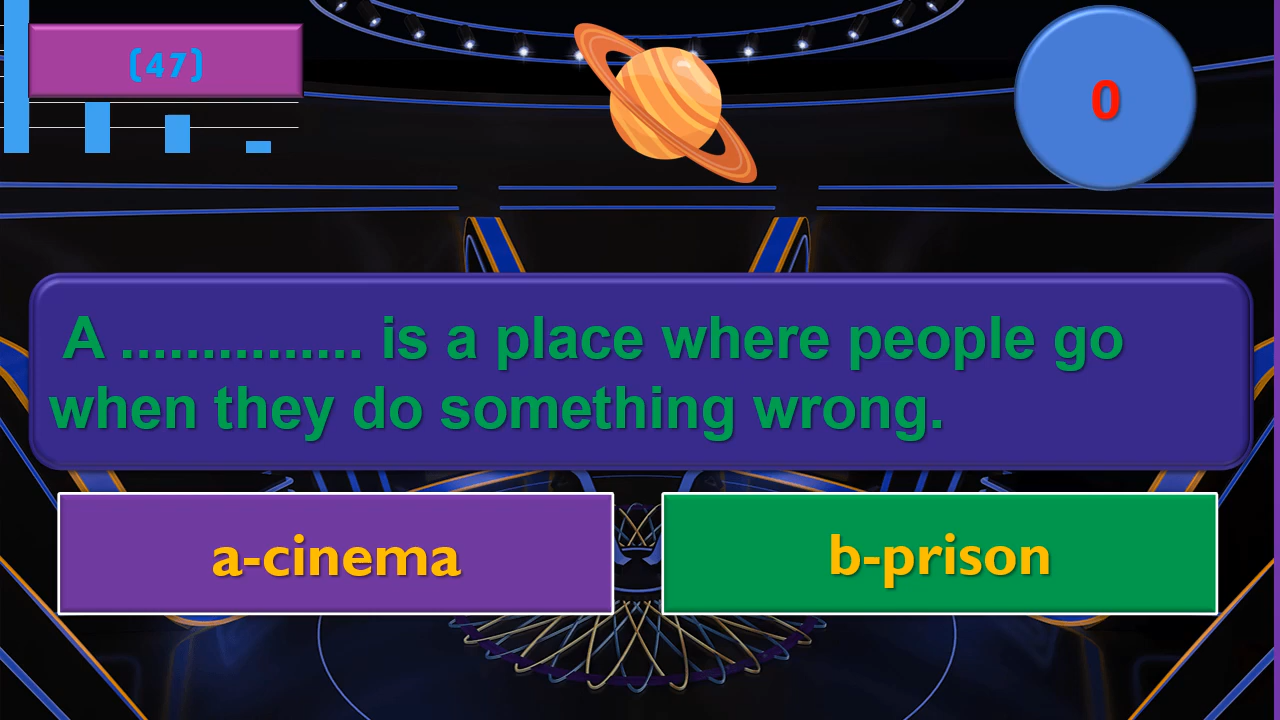 (47)
0
A ............... is a place where people go
when they do something wrong.
a-cinema
b-prison